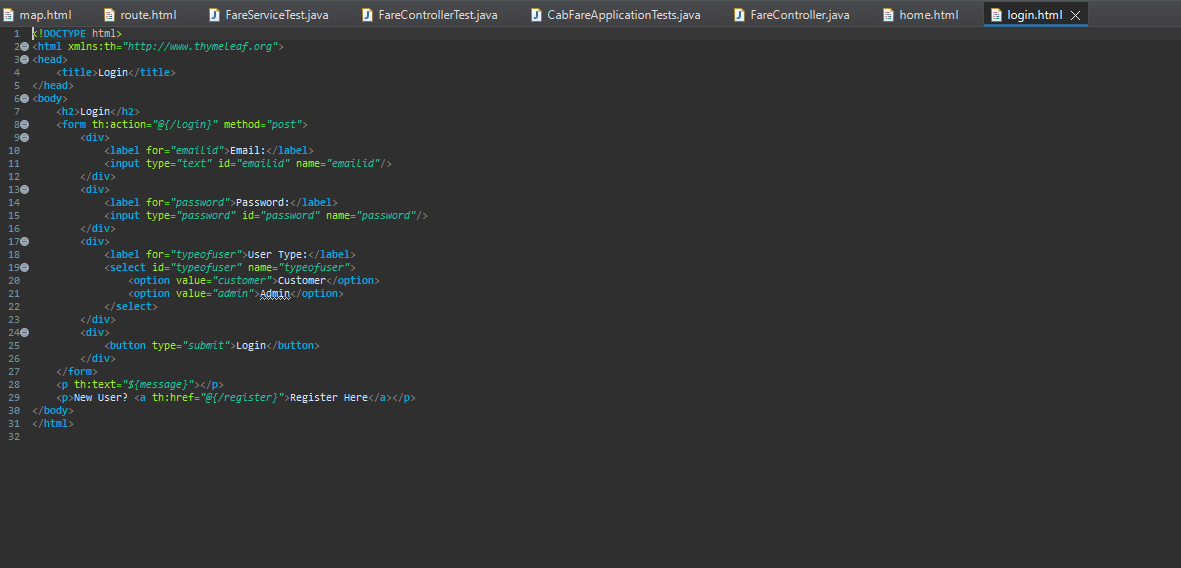 map.html route.html FareServiceTest.java FareControllerTest.java CabFareApplicationTests.java FareController.java home.html login.html
1 <!DOCTYPE html>
2 <html xmlns:th="http://www.thymeleaf.org">
3 <head>
4     <title>Login</title>
5 </head>
6 <body>
7     <h2>Login</h2>
8     <form th:action="@{/login}" method="post">
9         <div>
10             <label for="emailid">Email:</label>
11             <input type="text" id="emailid" name="emailid"/>
12         </div>
13         <div>
14             <label for="password">Password:</label>
15             <input type="password" id="password" name="password"/>
16         </div>
17         <div>
18             <label for="typeofuser">User Type:</label>
19             <select id="typeofuser" name="typeofuser">
20                 <option value="customer">Customer</option>
21                 <option value="admin">Admin</option>
22             </select>
23         </div>
24         <div>
25             <button type="submit">Login</button>
26         </div>
27     </form>
28     <p th:text="${message}"></p>
29     <p>New User? <a th:href="@{/register}">Register Here</a></p>
30 </body>
31 </html>
32